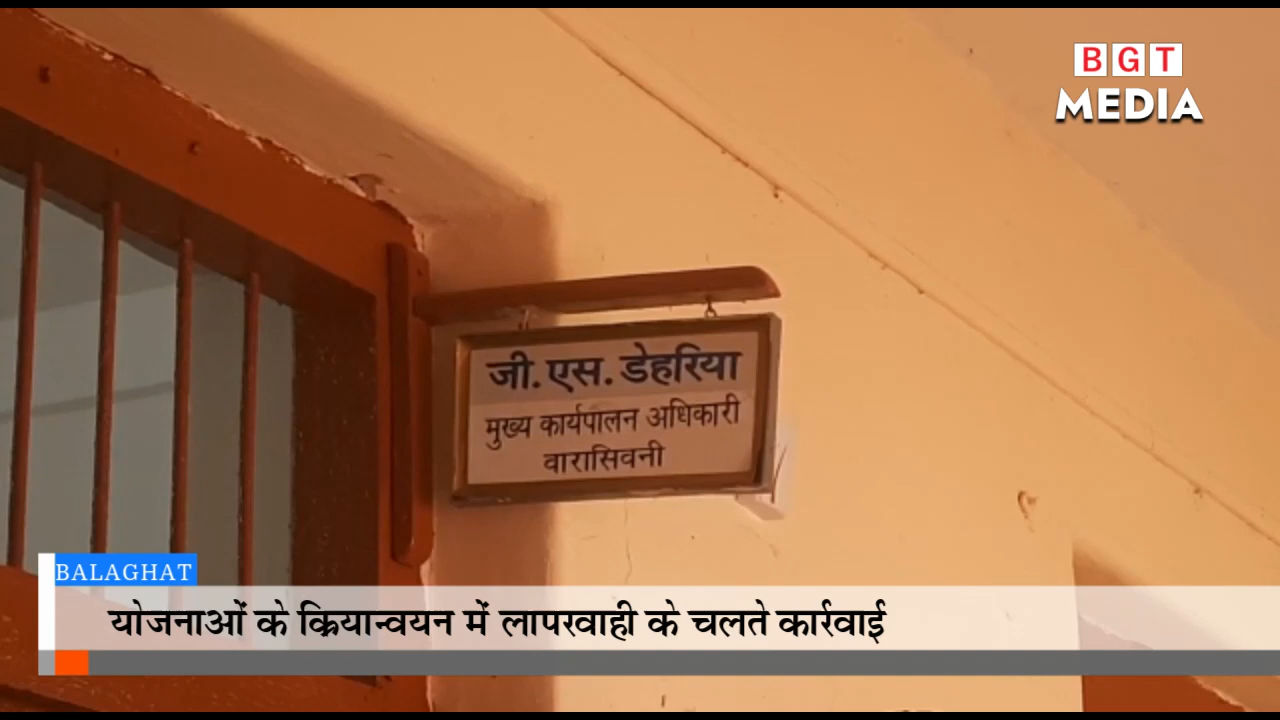 BGT
MEDIA
जी. एस. डेहरिया
मुख्य कार्यपालन अधिकारी
वारासिवनी
BALAGHAT
योजनाओं के क्रियान्वयन में लापरवाही के चलते कार्रवाई